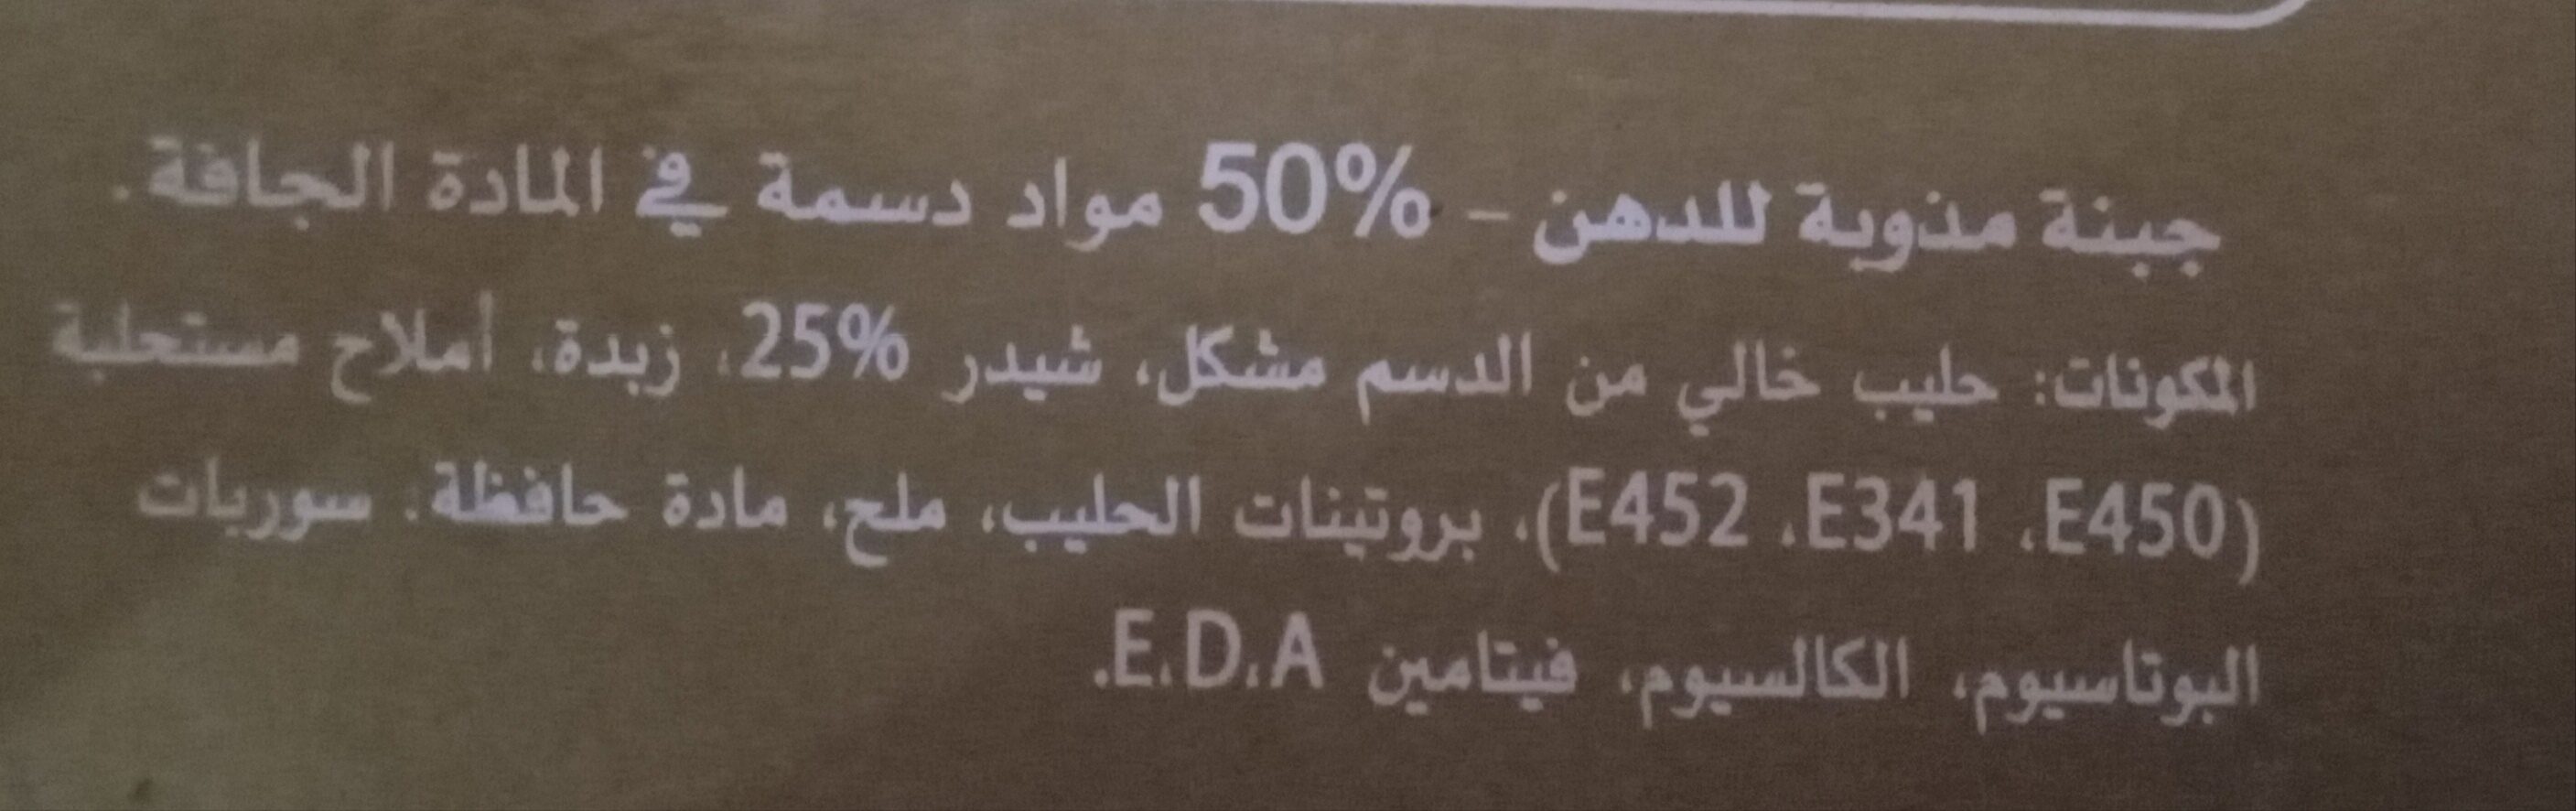 جبنة مذوبة للدهن – 50% مواد دسمة في المادة الجافة.
المكونات: حليب خالي من الدسم مشكل، شيدر 25%، زبدة، أملاح مستحلبة
(E450، E341، E452)، بروتينات الحليب، ملح، مادة حافظة: سوربات
البوتاسيوم، الكالسيوم، فيتامين E،D،A.